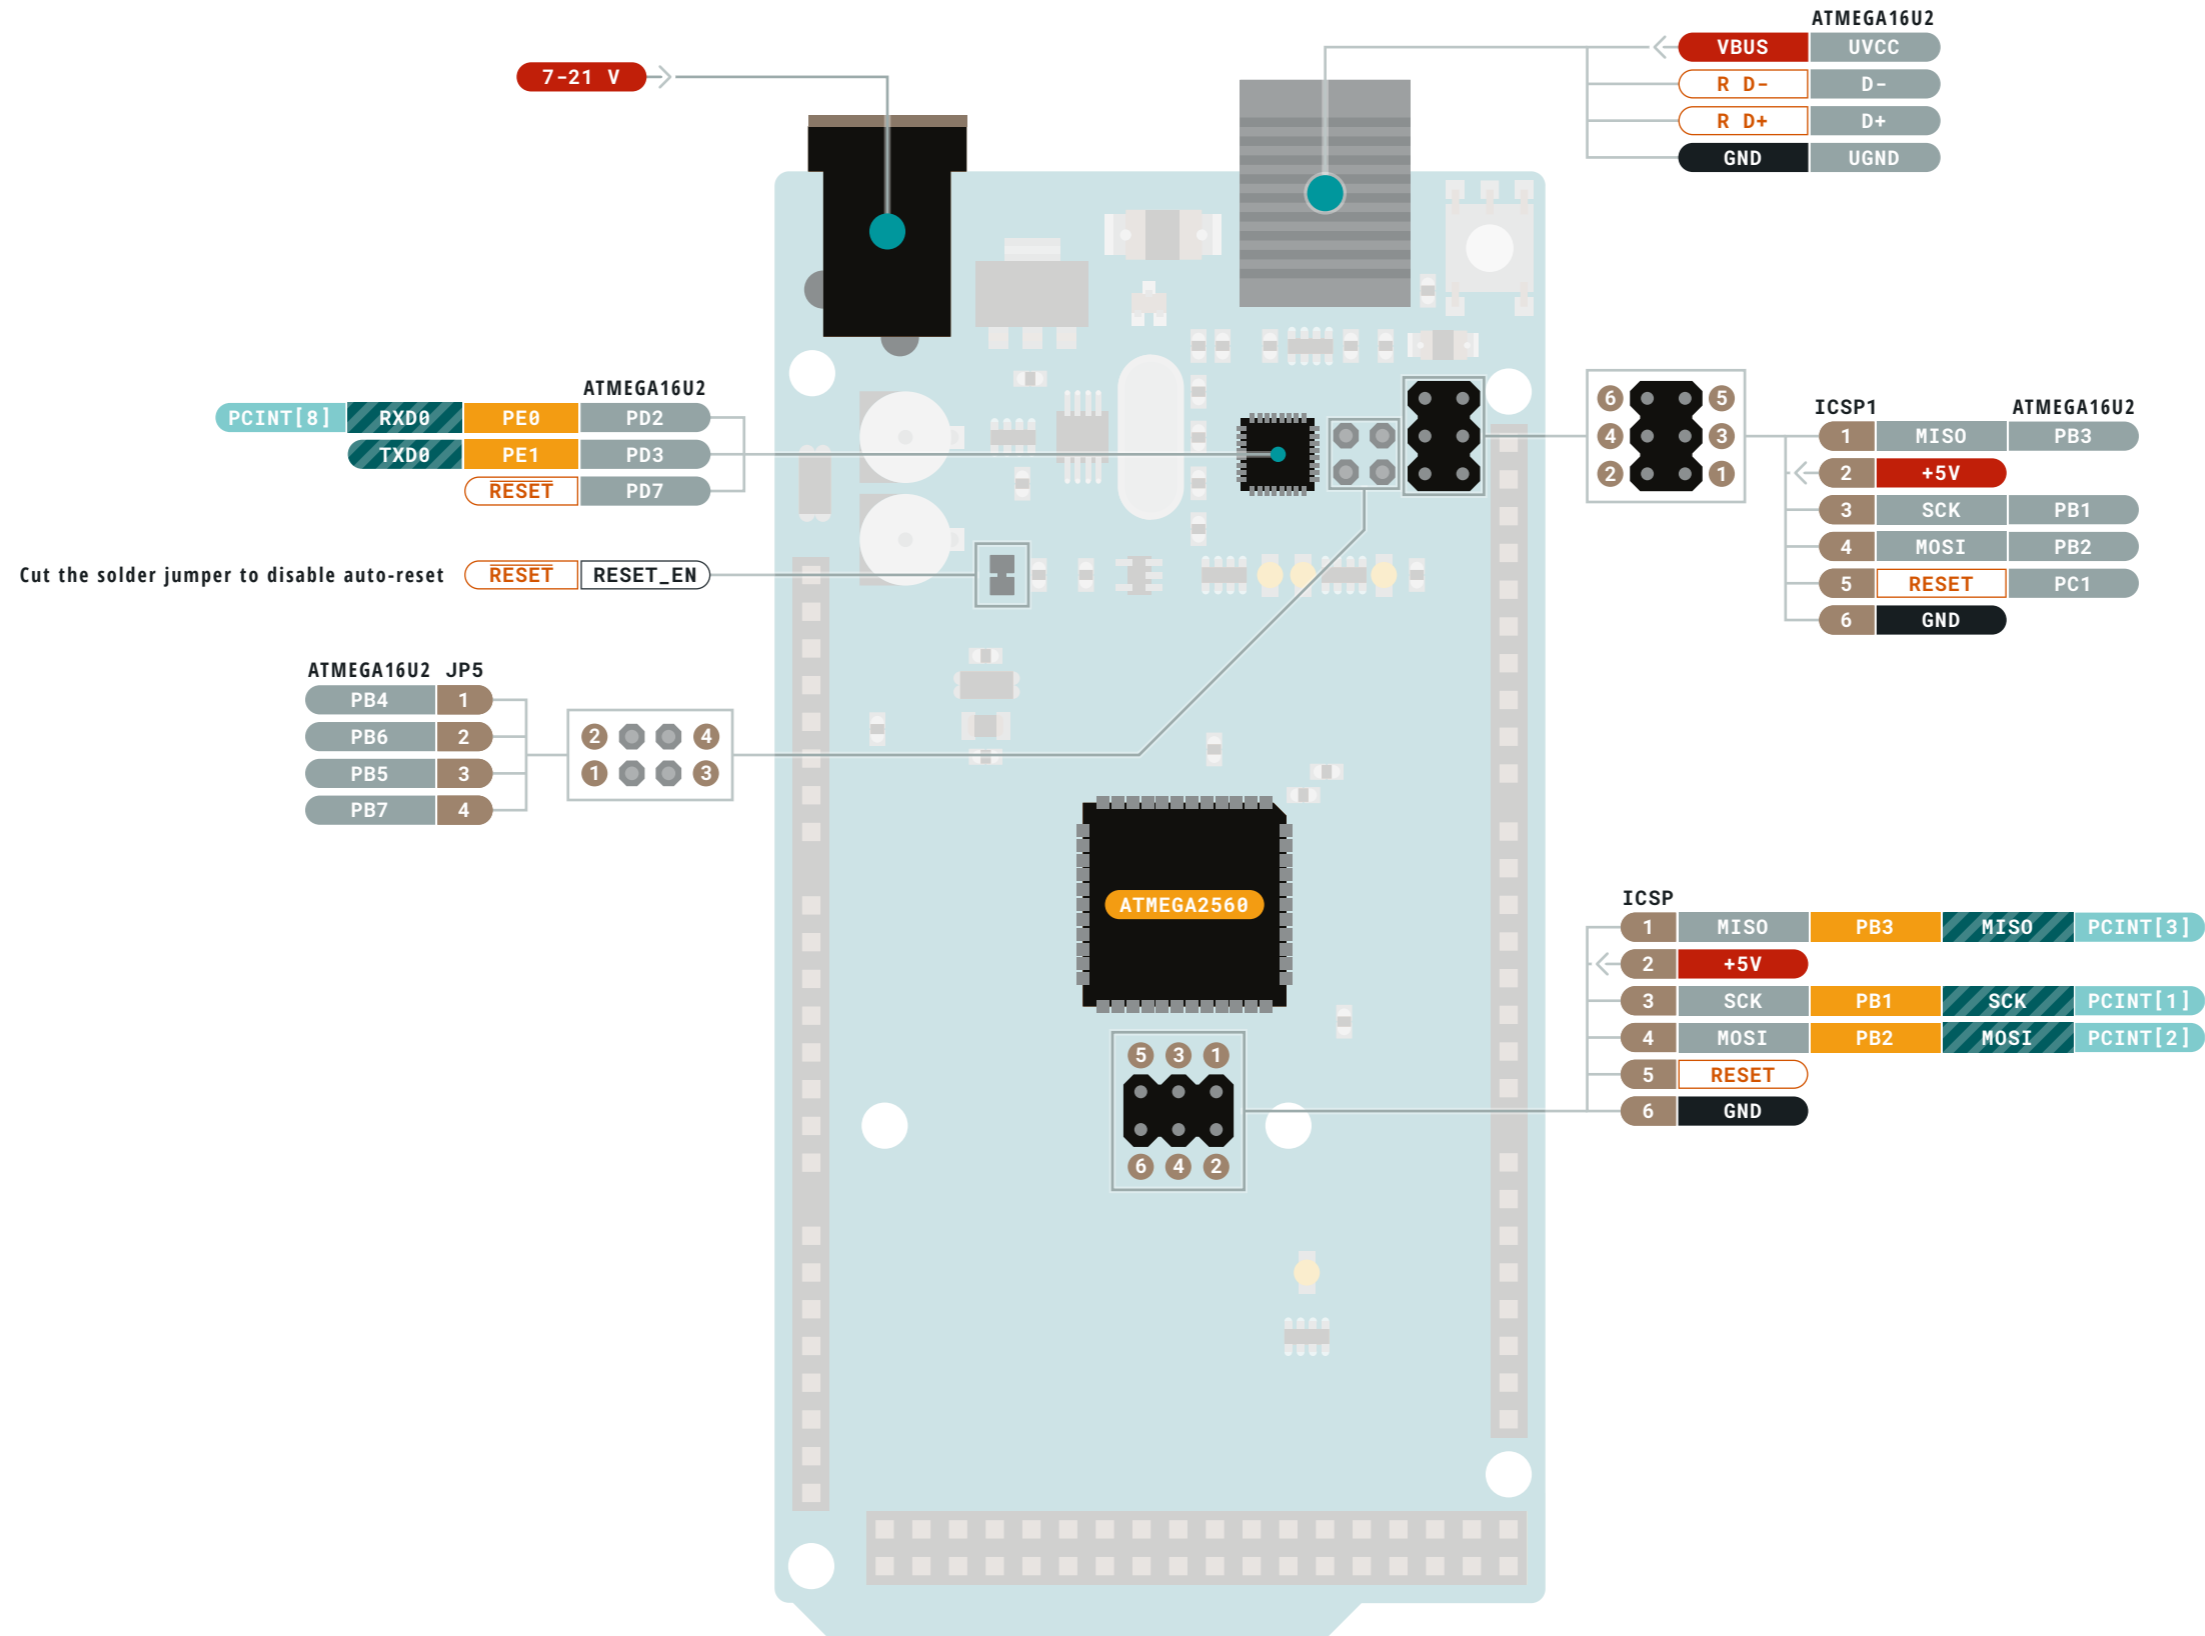 ATMEGA16U2
VBUS UVCC
R D- D-
R D+ D+
GND UGND
7-21 V
ATMEGA16U2
PCINT[8] RXD0 PE0 PD2
TXD0 PE1 PD3
RESET PD7
Cut the solder jumper to disable auto-reset RESET RESET_EN
ATMEGA16U2 JP5
PB4 1
PB6 2
PB5 3
PB7 4
2 4
1 3
6 5
4 3
2 1
ICSP1 ATMEGA16U2
1 MISO PB3
2 +5V
3 SCK PB1
4 MOSI PB2
5 RESET PC1
6 GND
ATMEGA2560
5 3 1
6 4 2
ICSP
1 MISO PB3 MISO PCINT[3]
2 +5V
3 SCK PB1 SCK PCINT[1]
4 MOSI PB2 MOSI PCINT[2]
5 RESET
6 GND